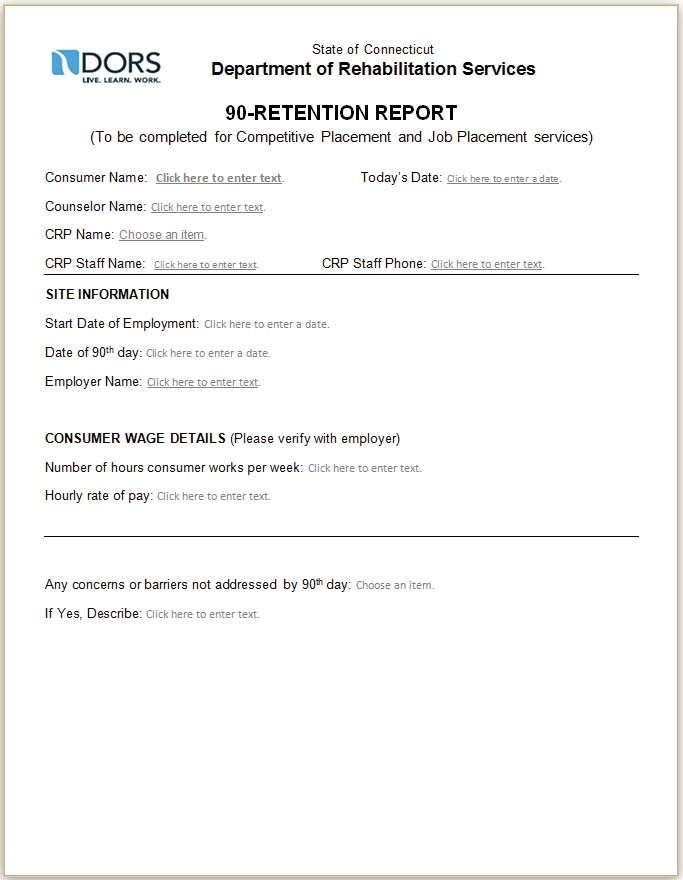 DORS
LIVE. LEARN. WORK.
State of Connecticut
Department of Rehabilitation Services
90-RETENTION REPORT
(To be completed for Competitive Placement and Job Placement services)
Consumer Name: Click here to enter text. Today's Date: Click here to enter a date.
Counselor Name: Click here to enter text.
CRP Name: Choose an item.
CRP Staff Name: Click here to enter text. CRP Staff Phone: Click here to enter text.
SITE INFORMATION
Start Date of Employment: Click here to enter a date.
Date of 90th day: Click here to enter a date.
Employer Name: Click here to enter text.
CONSUMER WAGE DETAILS (Please verify with employer)
Number of hours consumer works per week: Click here to enter text.
Hourly rate of pay: Click here to enter text.
Any concerns or barriers not addressed by 90th day: Choose an item.
If Yes, Describe: Click here to enter text.